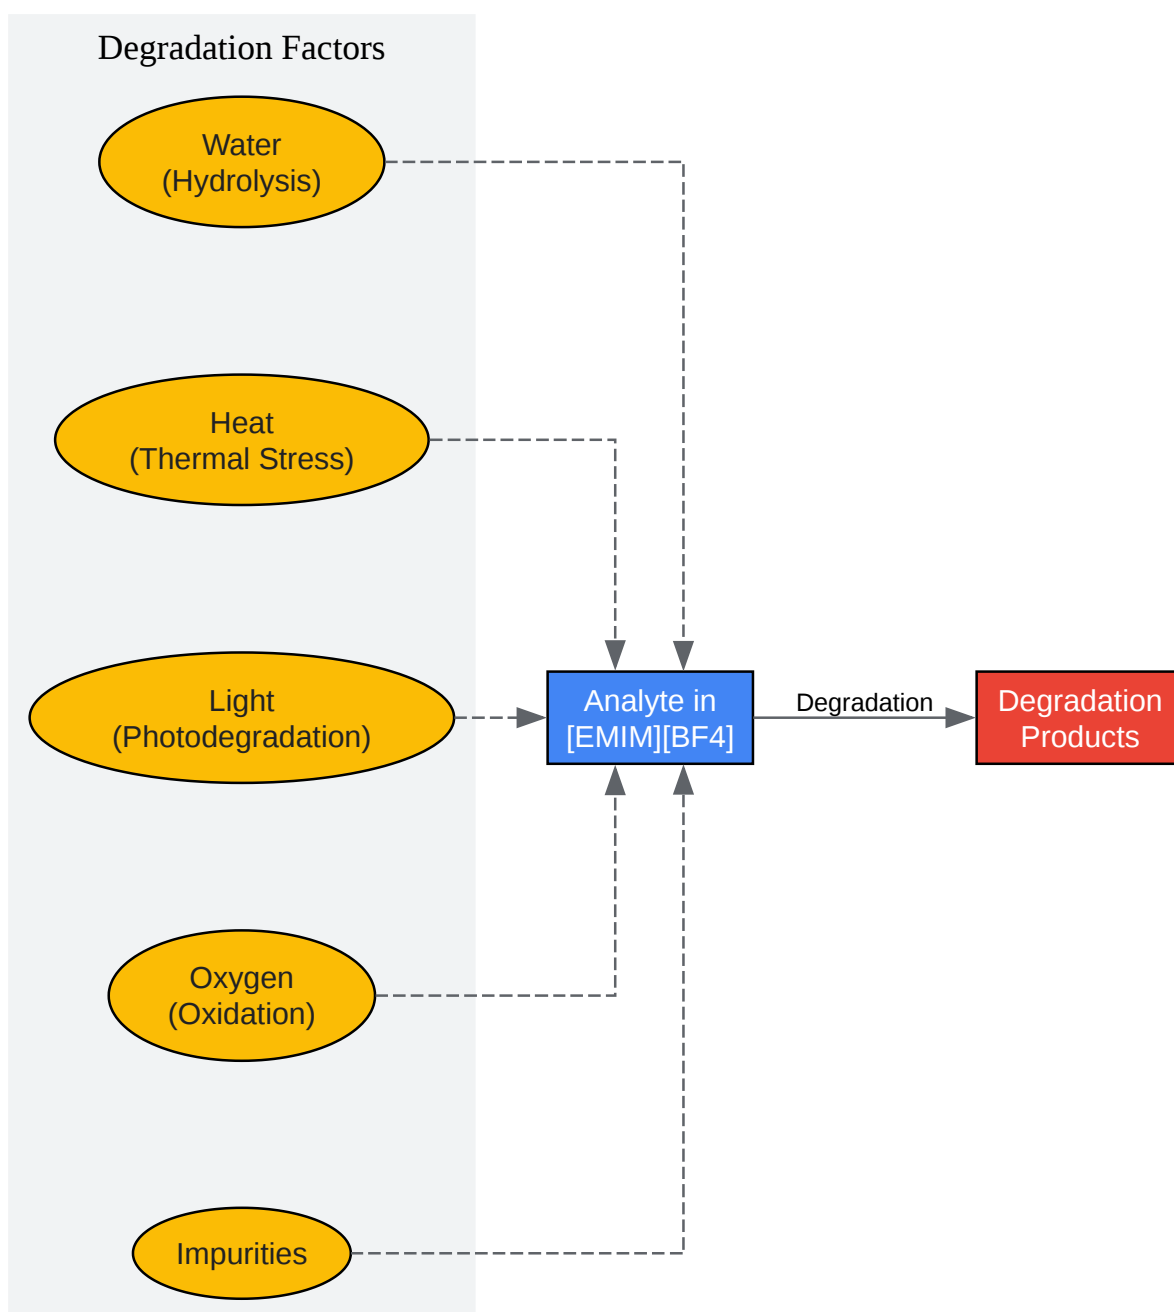 Degradation Factors
Water
(Hydrolysis)
Heat
(Thermal Stress)
Light
(Photodegradation)
Analyte in
[EMIM][BF4]
Degradation
Degradation
Products
Oxygen
(Oxidation)
Impurities